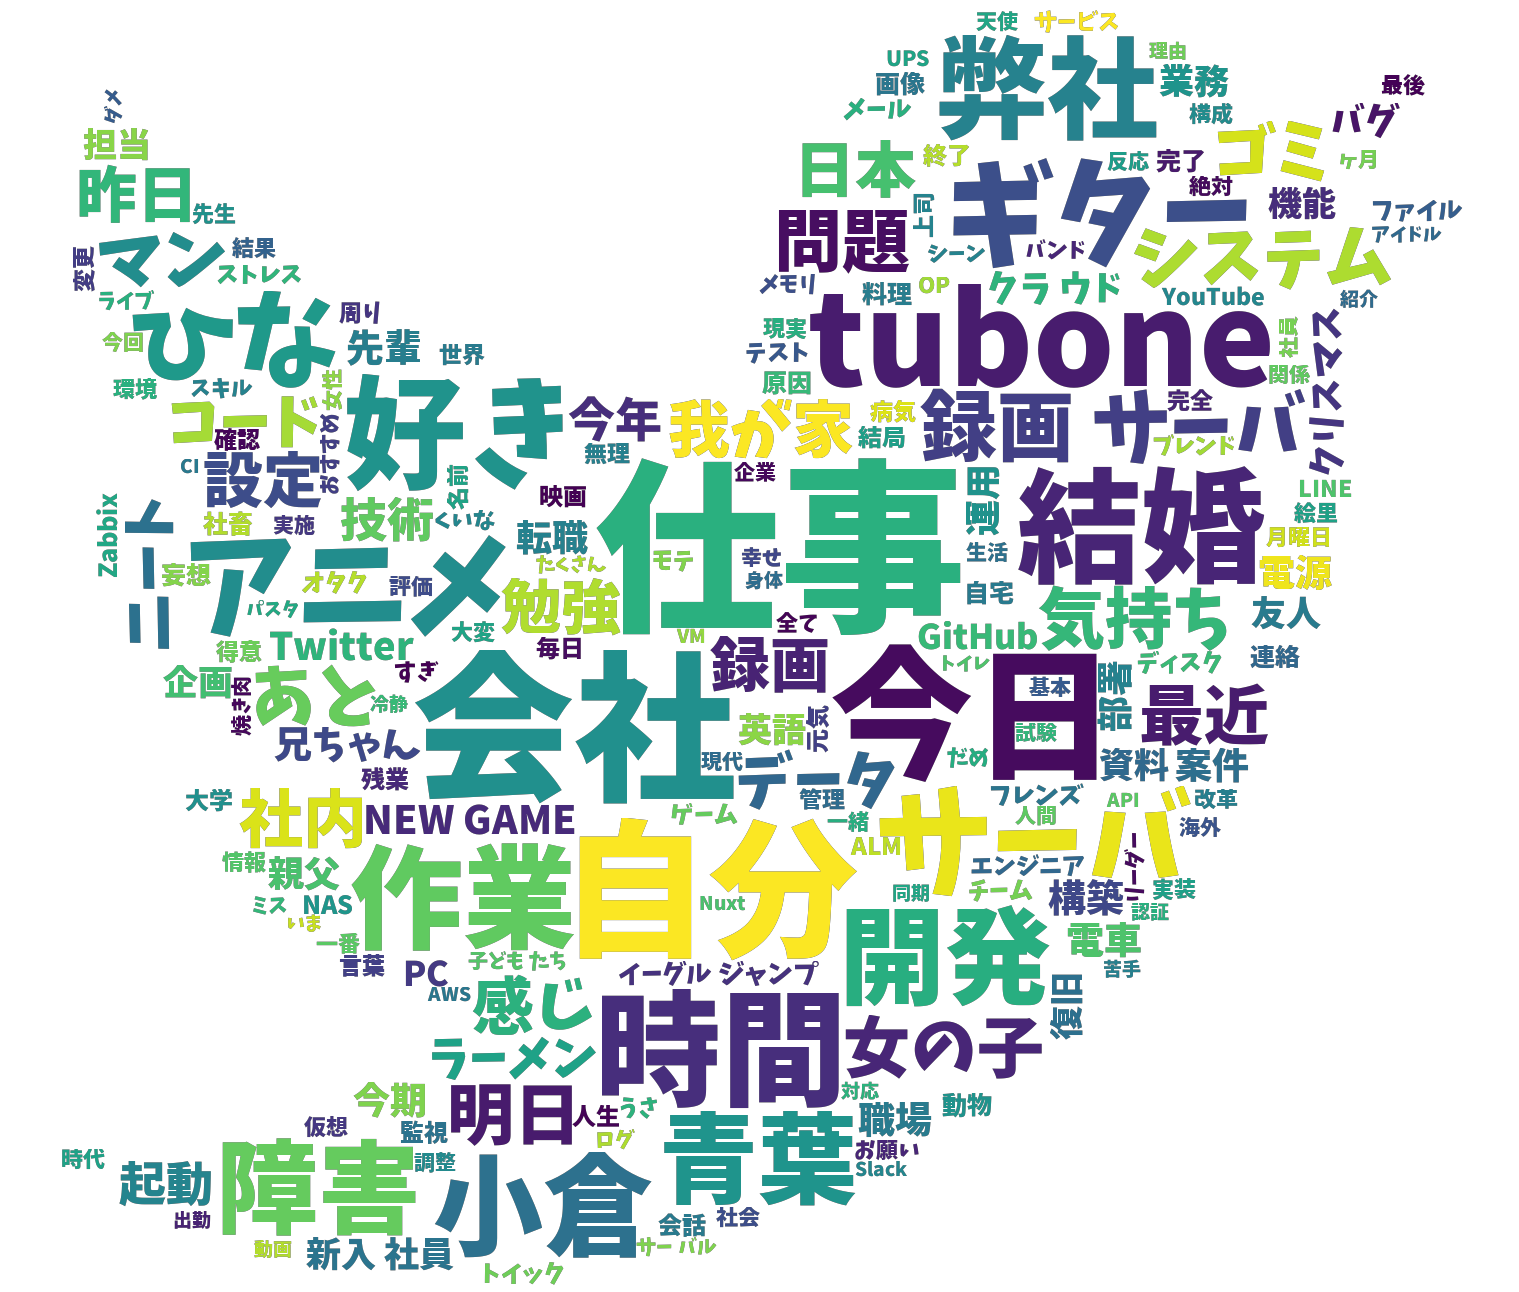 天使 サービス
UPS 弊社 理由
画像 業務 最後
メール 構成 バグ
ダメ
担当 日本 終了 反応 完了 ゴミ ヶ月
昨日 先生 問題 上司 ギター 絶対 機能 ファイル
アイドル
変更 マン 結果 シーン バンド システム
ストレス メモリ 料理 OP クラウド YouTube 紹介
ライブ ひな 周り tubone 社員 クリスマス
今回 先輩 世界 現実
テスト
環境 スキル 女性 好き 原因 関係
コード 今年 我が家 病気 録画 サーバ 完全
確認 おすすめ 無理 結局 ブレンド
CI 設定 名前 映画 仕事 企業 運用 結婚 LINE
Zabbix ユーリ 社畜 実施 技術 くいな 転職 絵里
アニメ 妄想 オタク 評価 たくさん モテ 幸せ 生活 月曜日
パスタ 勉強 身体 自宅 電源
得意 Twitter 大変 毎日 VM 全て GitHub 気持ち 友人
企画 焼き肉 あと すぎ 録画 今日 トイレ ディスク 連絡
冷静 会社 基本 部署 最近
兄ちゃん 英語 元気 試験
残業 現代 データ だめ 資料 案件
大学 社内 NEW GAME ゲーム 管理 フレンズ API 改革
一緒 サーバ 人間 海外
情報 親父 作業 自分 ALM エンジニア リーダー
ミス NAS Nuxt 同期 チーム 構築 実装
いま 認証
一番 開発 電車
言葉 PC 子ども たち イーグル ジャンプ 苦手
AWS 感じ 時間 女の子 復旧
ラーメン
今期 明日 人生 うさ 対応 動物
仮想 監視 ログ 青葉 職場
時代 起動 障害 調整 小倉 お願い
Slack
出勤 会話 社会
動画 新入 社員 サー バル
トイック